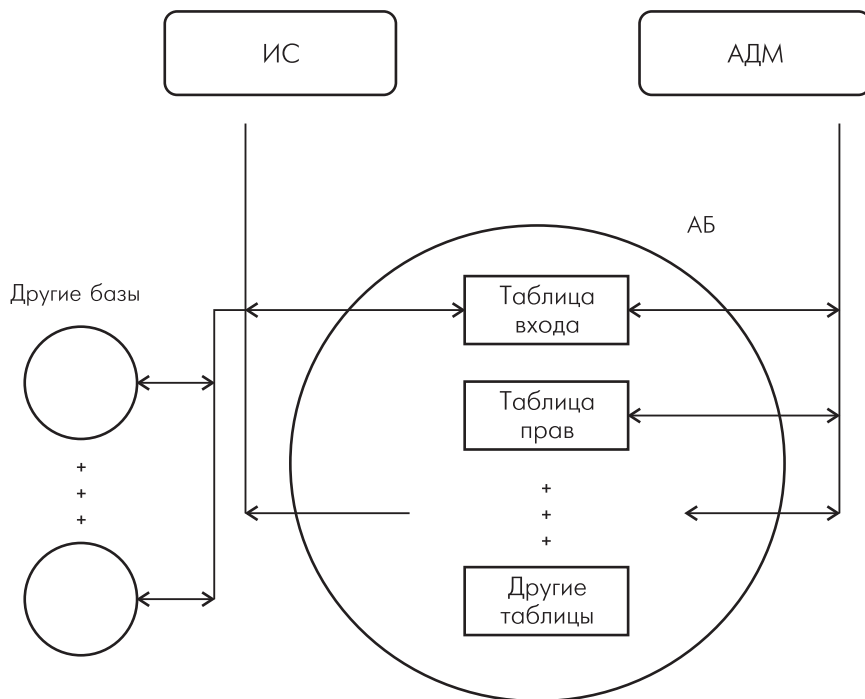 ИС
АДМ
АБ
Другие базы
Таблица
входа
Таблица
прав
+
+
+
+
+
+
Другие
таблицы